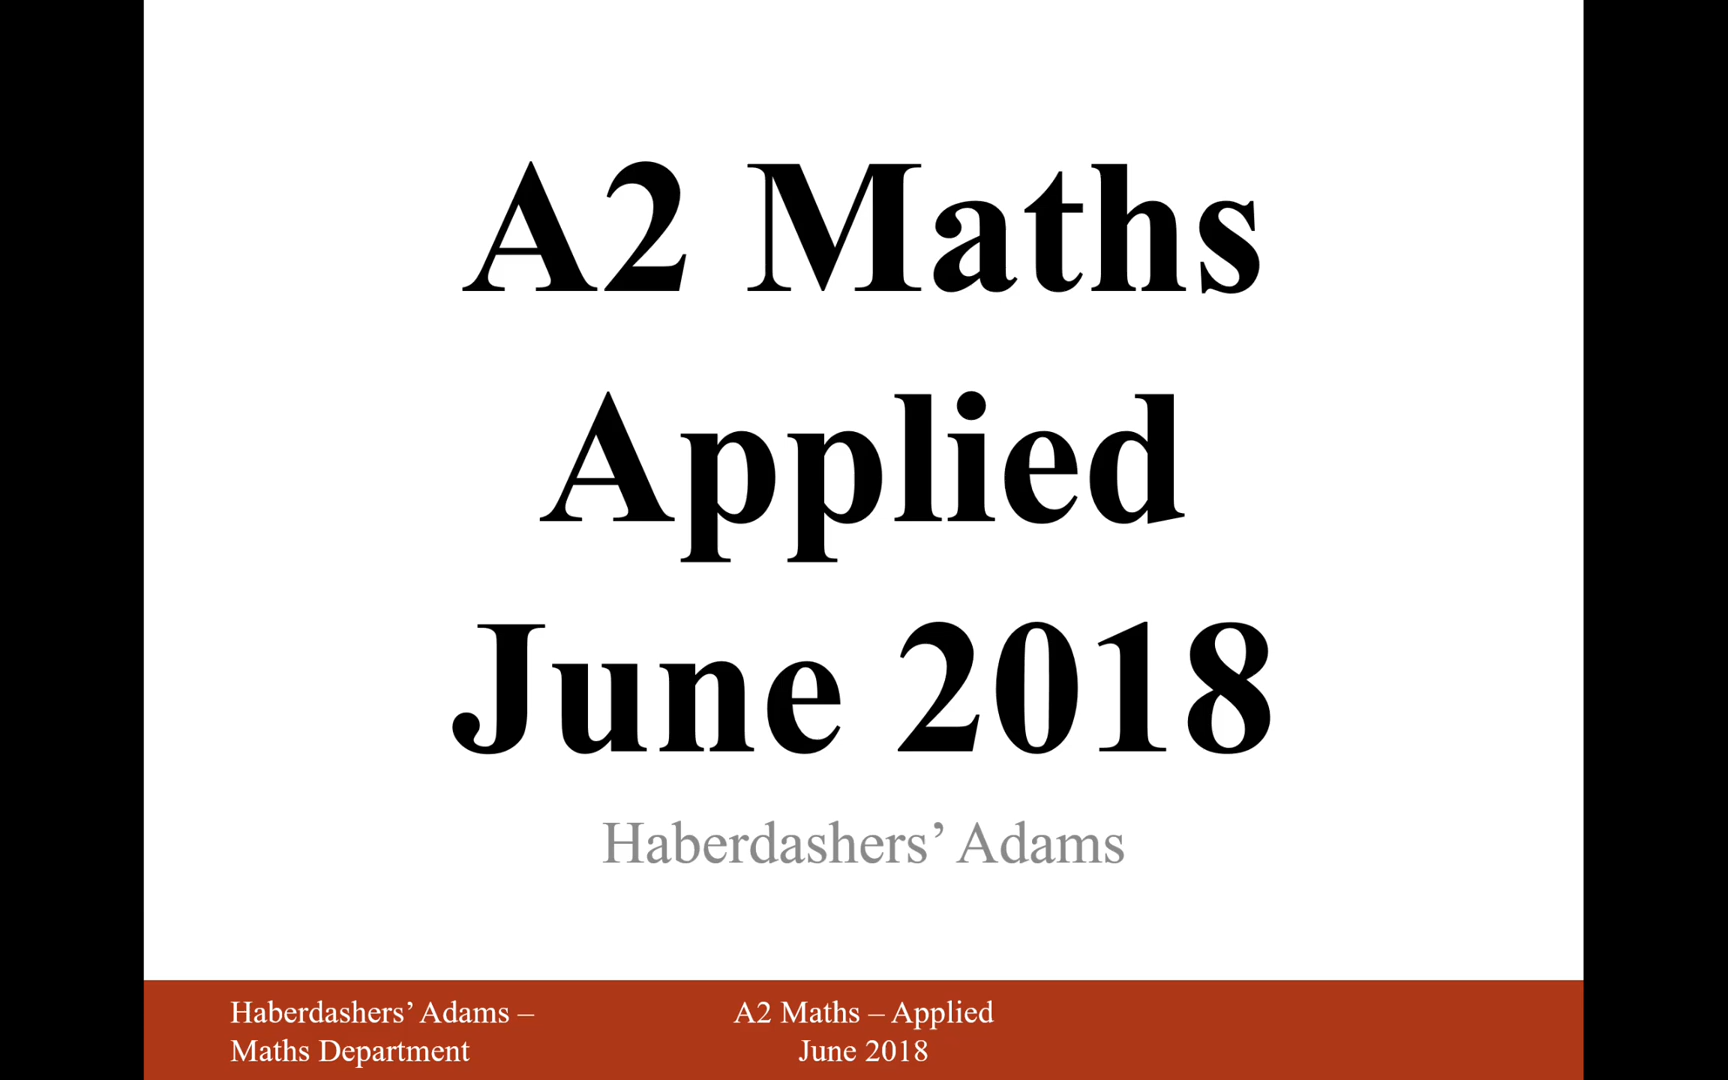 A2 Maths
Applied
June 2018
Haberdashers’ Adams
Haberdashers’ Adams –
Maths Department
A2 Maths – Applied
June 2018